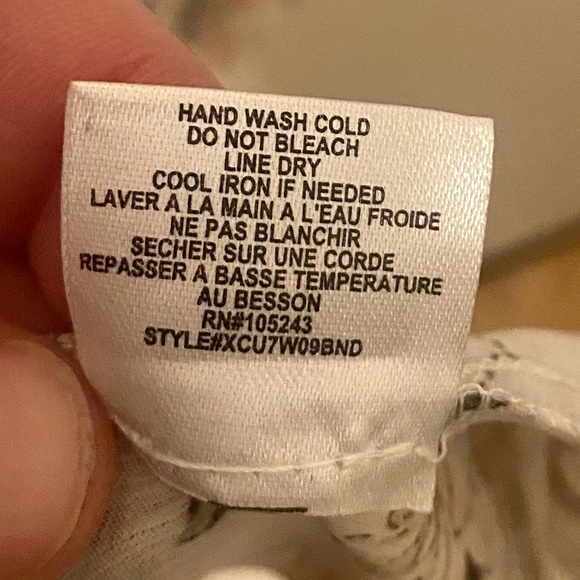 HAND WASH COLD
DO NOT BLEACH
LINE DRY
COOL IRON IF NEEDED
LAVER A LA MAIN A L'EAU FROIDE
NE PAS BLANCHIR
SECHER SUR UNE CORDE
REPASSER A BASSE TEMPERATURE
AU BESSON
RN#105243
STYLE#XCU7W09BND